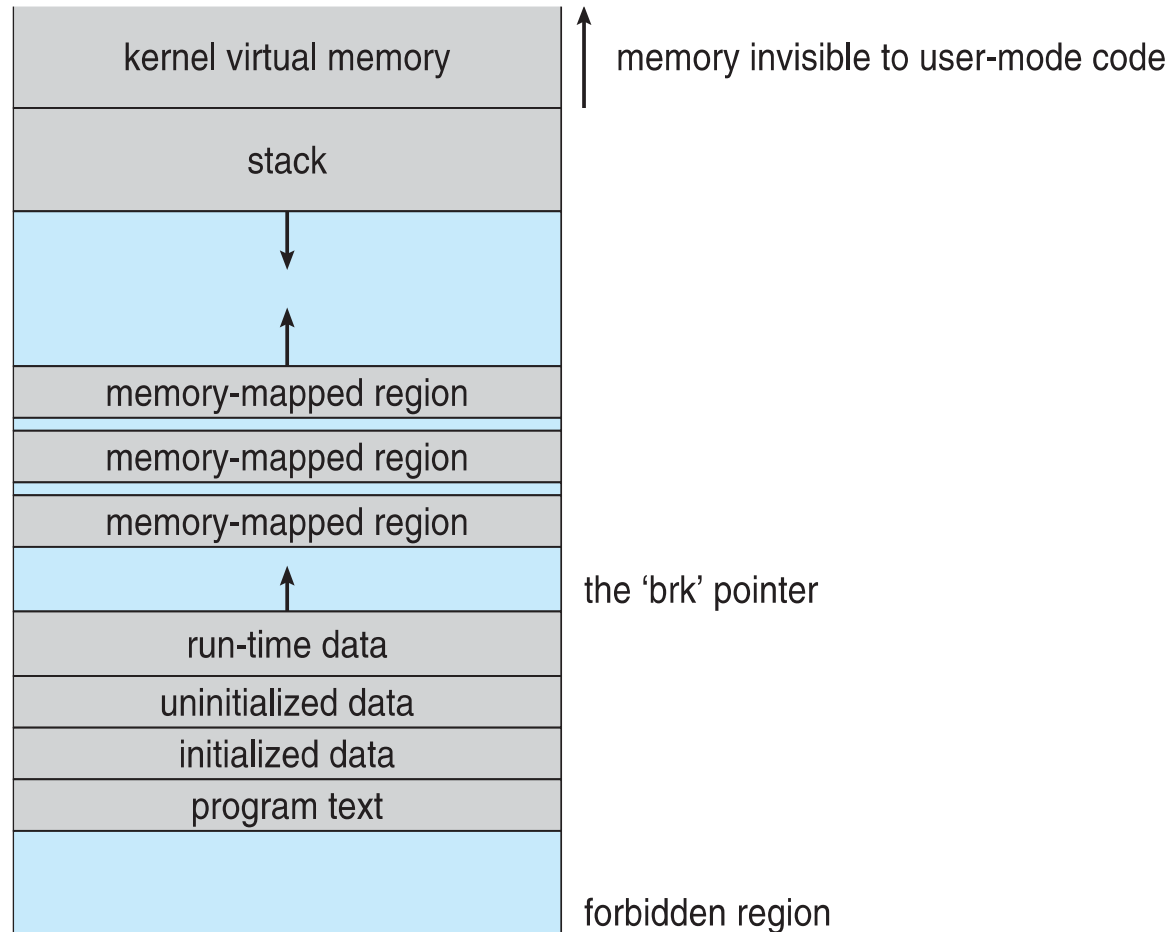 kernel virtual memory
memory invisible to user-mode code
stack
memory-mapped region
memory-mapped region
memory-mapped region
the ‘brk’ pointer
run-time data
uninitialized data
initialized data
program text
forbidden region